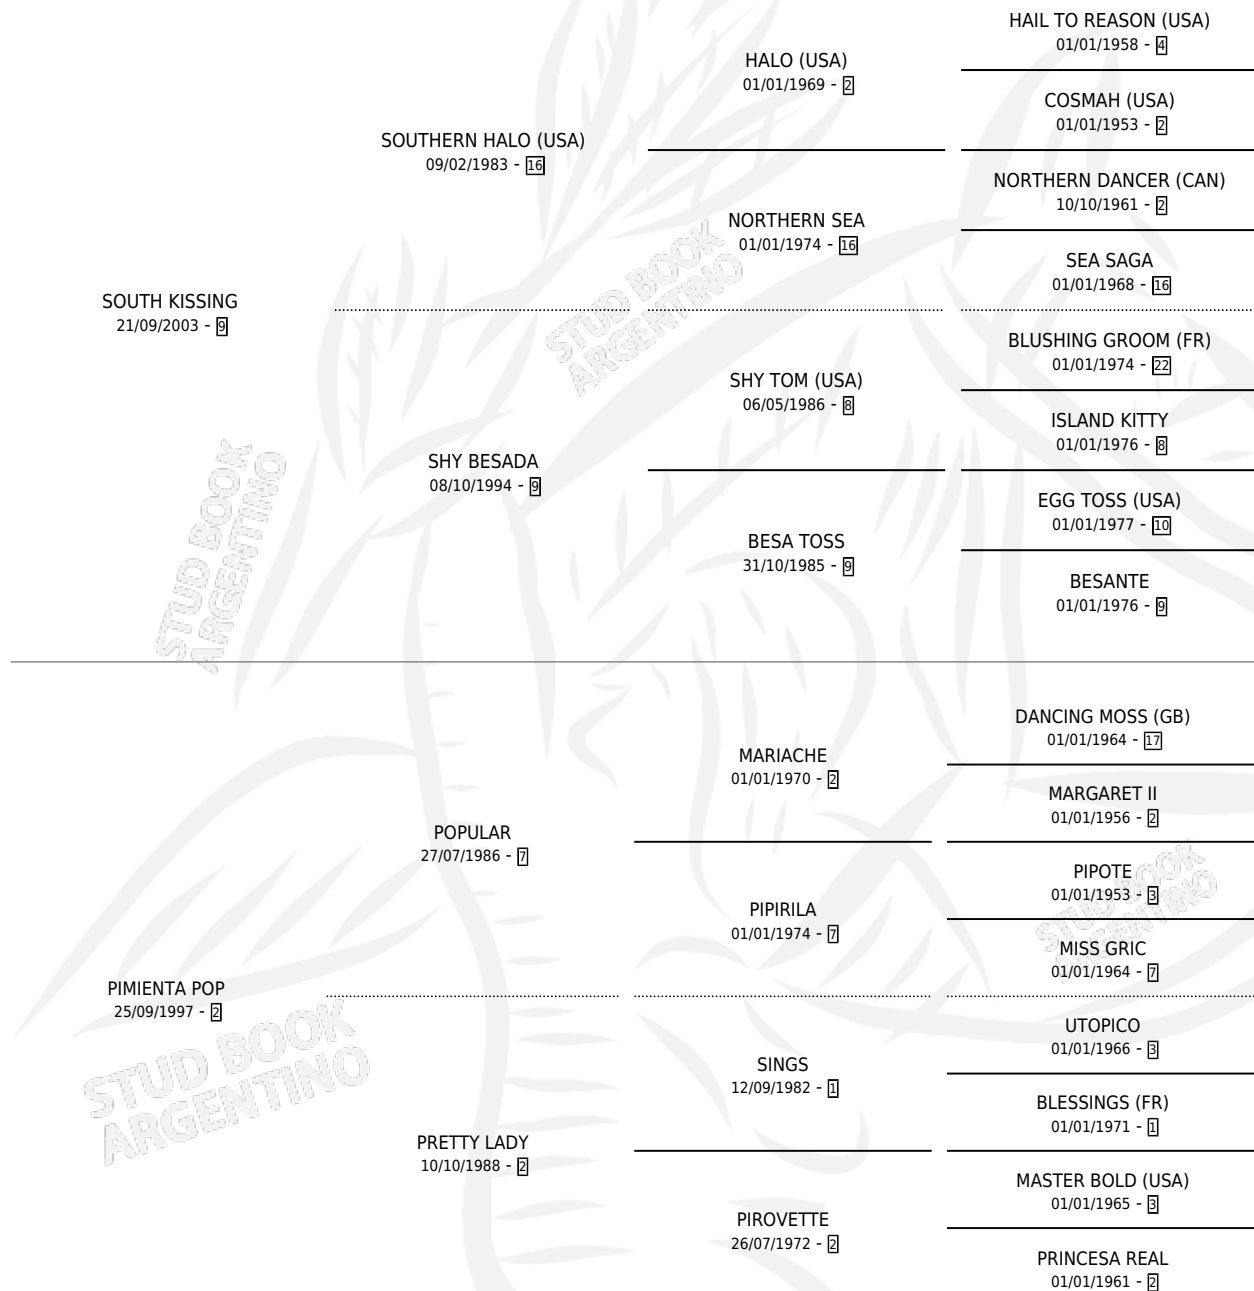 HAIL TO REASON (USA)
01/01/1958 - 4
HALO (USA)
01/01/1969 - 2
COSMAH (USA)
01/01/1953 - 2
SOUTHERN HALO (USA)
09/02/1983 - 16
NORTHERN DANCER (CAN)
10/10/1961 - 2
NORTHERN SEA
01/01/1974 - 16
SEA SAGA
01/01/1968 - 16
SOUTH KISSING
21/09/2003 - 9
BLUSHING GROOM (FR)
01/01/1974 - 22
SHY TOM (USA)
06/05/1986 - 8
ISLAND KITTY
01/01/1976 - 8
SHY BESADA
08/10/1994 - 9
EGG TOSS (USA)
01/01/1977 - 10
BESA TOSS
31/10/1985 - 9
BESANTE
01/01/1976 - 9
DANCING MOSS (GB)
01/01/1964 - 17
MARIACHE
01/01/1970 - 2
MARGARET II
01/01/1956 - 2
POPULAR
27/07/1986 - 7
PIPOTE
01/01/1953 - 3
PIPIRILA
01/01/1974 - 7
MISS GRIC
01/01/1964 - 7
PIMIENTA POP
25/09/1997 - 2
UTOPICO
01/01/1966 - 3
SINGS
12/09/1982 - 1
BLESSINGS (FR)
01/01/1971 - 1
PRETTY LADY
10/10/1988 - 2
MASTER BOLD (USA)
01/01/1965 - 3
PIROVETTE
26/07/1972 - 2
PRINCESA REAL
01/01/1961 - 2
STUD BOOK
ARGENTINO
STUD BOOK
ARGENTINO
STUD BOOK
ARGENTINO
STUD BOOK
ARGENTINO